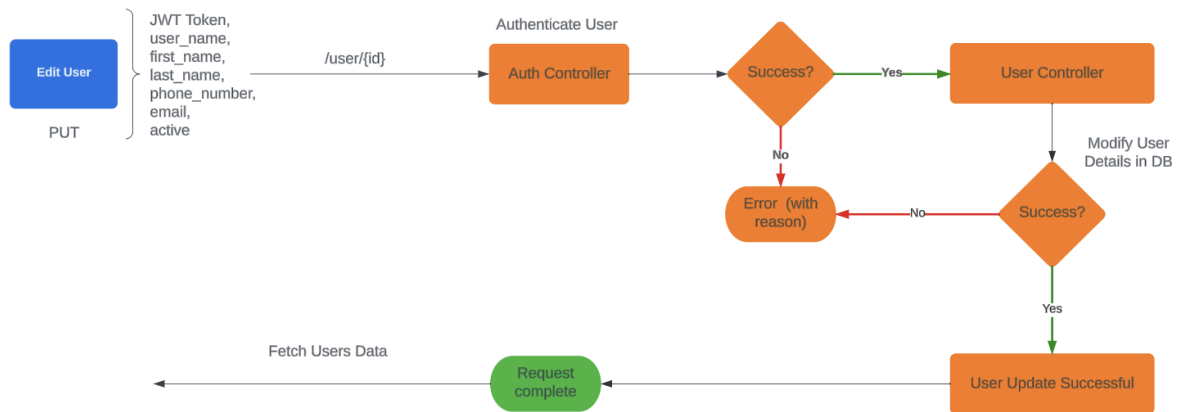 Edit User
PUT
JWT Token,
user_name,
first_name,
last_name,
phone_number,
email,
active
/user/{id}
Authenticate User
Auth Controller
Success?
Yes
User Controller
No
Error (with
reason)
Modify User
Details in DB
Success?
No
Yes
User Update Successful
Request
complete
Fetch Users Data